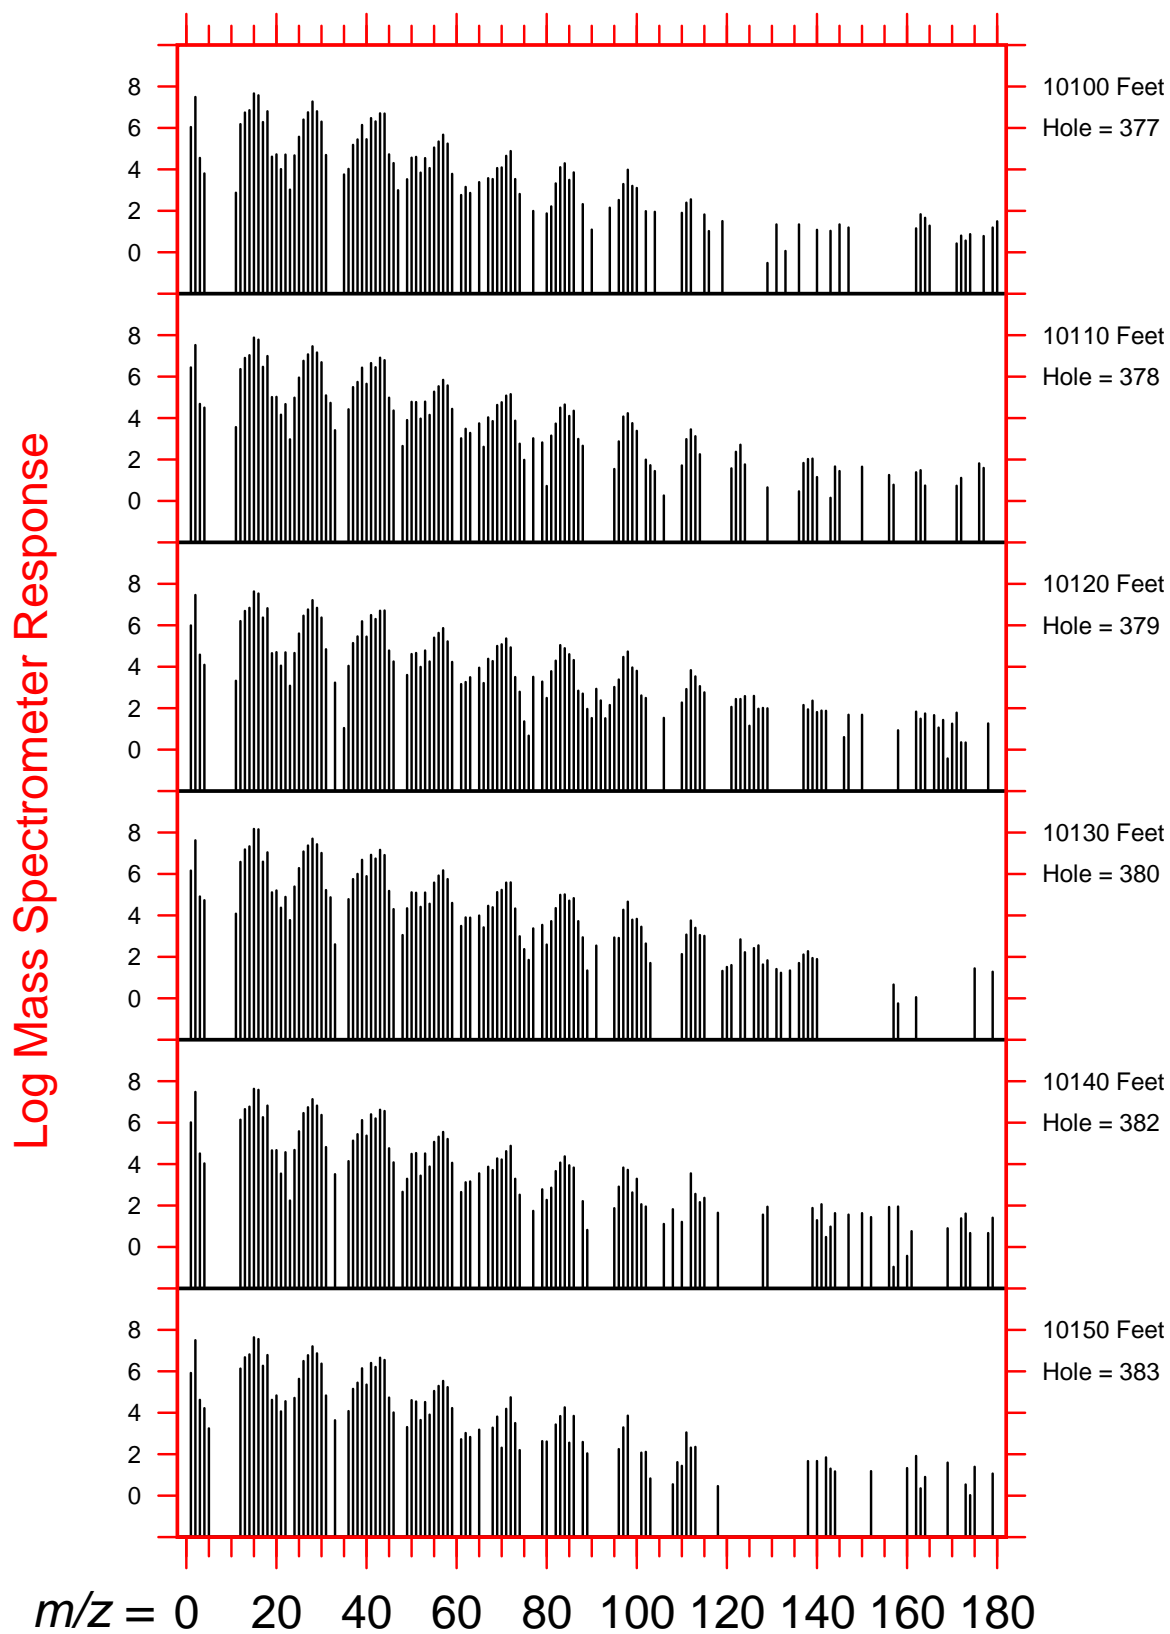 8 10100 Feet
6 Hole = 377
4
2
0
8 10110 Feet
6 Hole = 378
4
2
0
8 10120 Feet
6 Hole = 379
4
2
0
8 10130 Feet
6 Hole = 380
4
2
0
8 10140 Feet
6 Hole = 382
4
2
0
8 10150 Feet
6 Hole = 383
4
2
0
Log Mass Spectrometer Response
m/z = 0 20 40 60 80 100 120 140 160 180